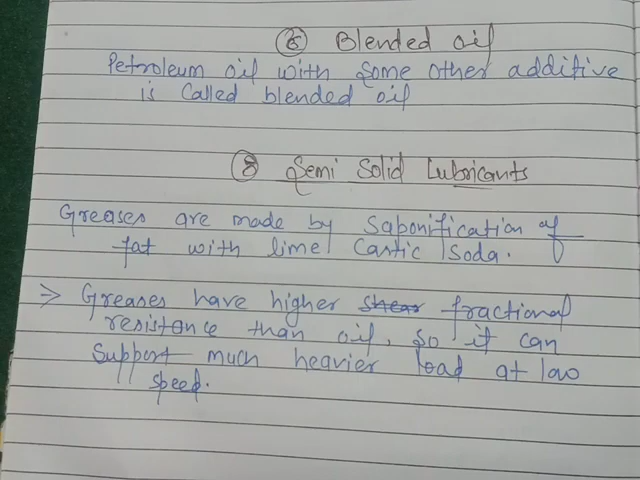 ⑧ Blended oil
Petroleum oil with some other additive
is called blended oil
⑧ Semi Solid Lubricants
Greases are made by Saponification of
fat with lime Castic Soda.
⇒ Greases have higher shear fractional
resistance than oil, so it can
Support much heavier load at low
speed.